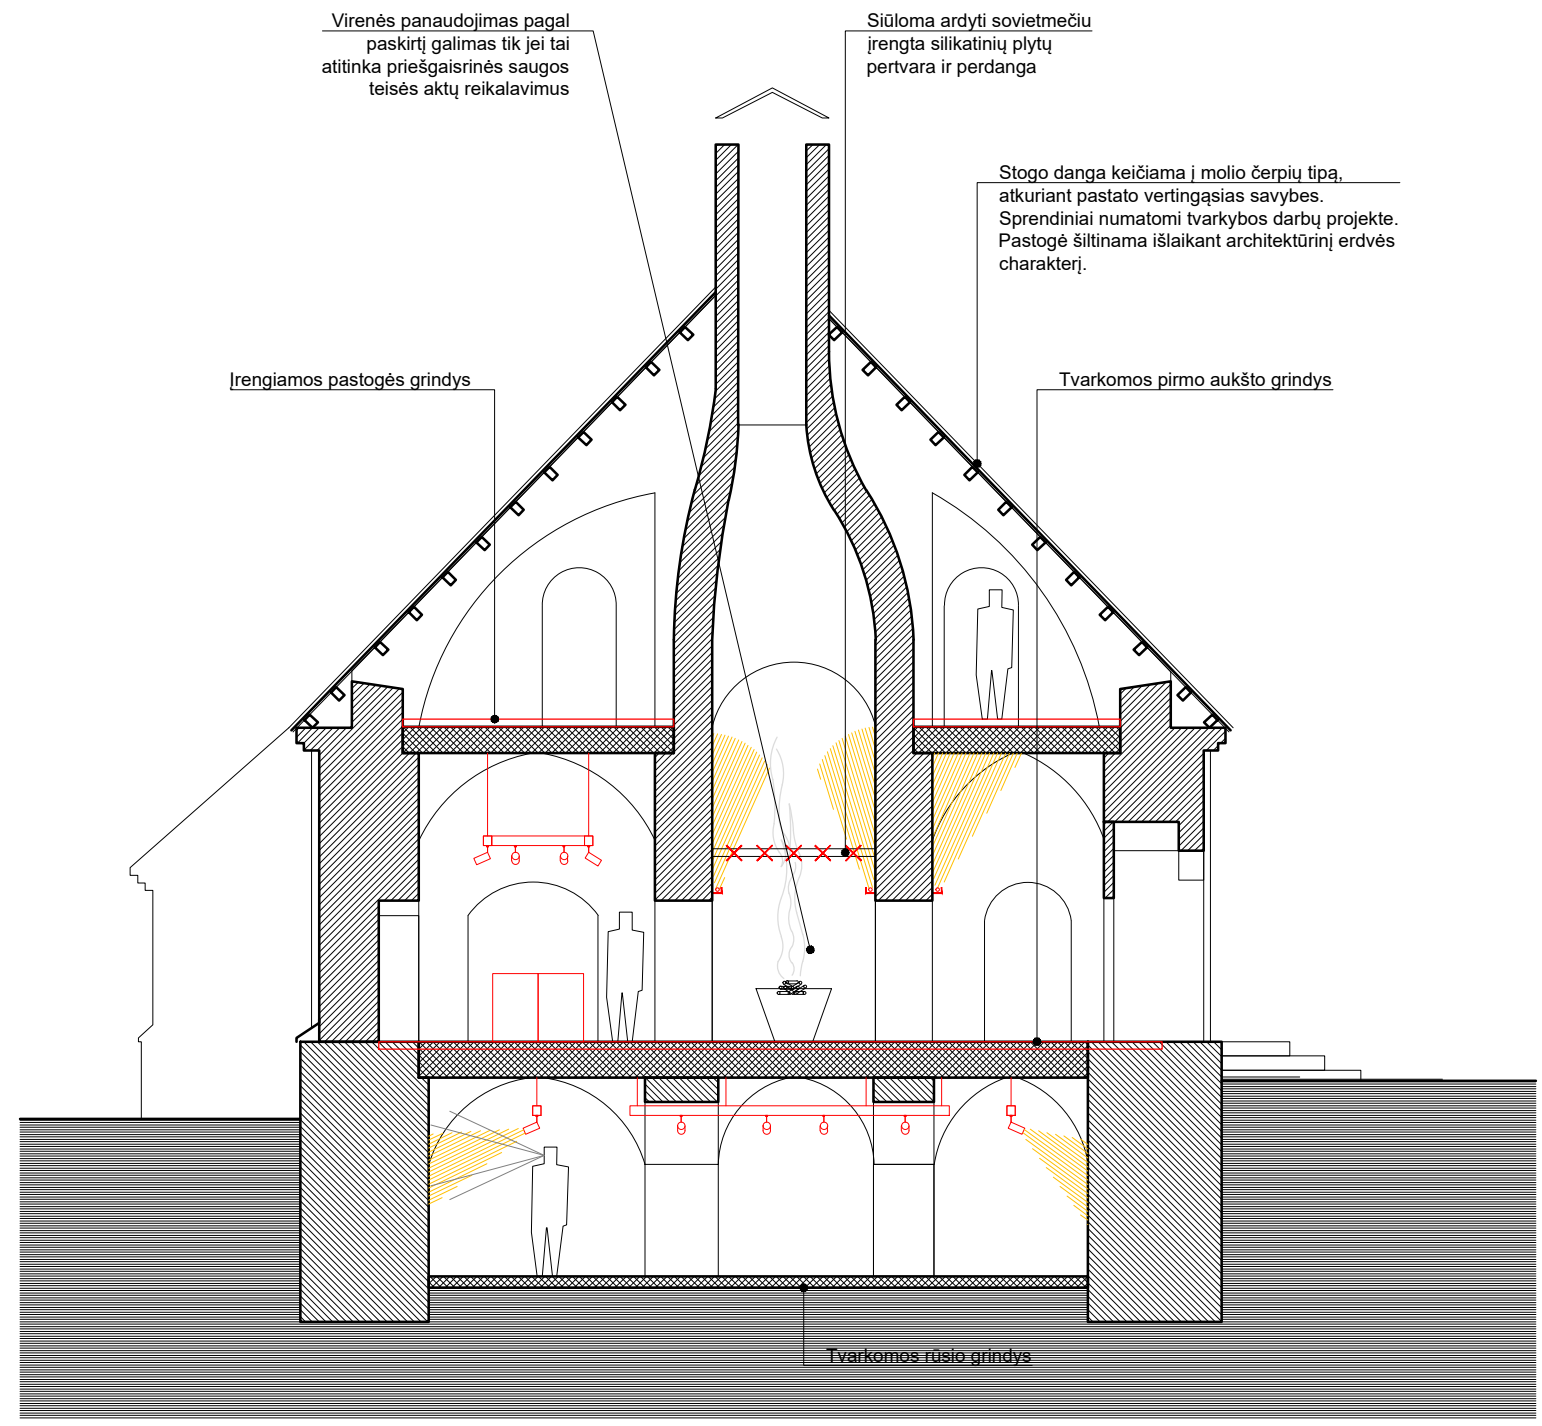 Virenės panaudojimas pagal
paskirtį galimas tik jei tai
atitinka priešgaisrinės saugos
teisės aktų reikalavimus
Siūloma ardyti sovietmečiu
įrengta silikatinių plytų
pertvara ir perdanga
Stogo danga keičiama į molio čerpių tipą,
atkuriant pastato vertingąsias savybes.
Sprendiniai numatomi tvarkybos darbų projekte.
Pastogė šiltinama išlaikant architektūrinį erdvės
charakterį.
Įrengiamos pastogės grindys
Tvarkomos pirmo aukšto grindys
Tvarkomos rūsio grindys